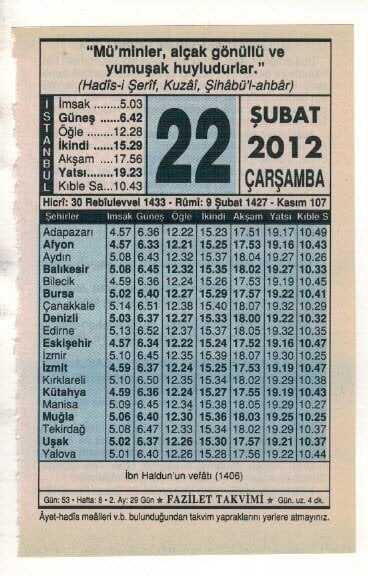 “Mü’minler, alçak gönüllü ve
yumuşak huyludurlar.”
(Hadîs-i Şerîf, Kuzâî, Şihâbü'l-ahbâr)
İSTANBUL
İmsak ........5.03
Güneş ......6.42
Öğle ........12.28
İkindi .....15.29
Akşam ....17.56
Yatsı.......19.23
Kıble Sa...10.43
22
ŞUBAT
2012
ÇARŞAMBA
Hicrî: 30 Rebîulevvel 1433 - Rûmî: 9 Şubat 1427 - Kasım 107
Şehirler İmsak Güneş Öğle İkindi Akşam Yatsı Kıble S
Adapazarı 4.57 6.36 12.22 15.23 17.51 19.17 10.49
Afyon 4.57 6.33 12.21 15.25 17.53 19.16 10.43
Aydın 5.08 6.43 12.32 15.37 18.04 19.27 10.26
Balıkesir 5.08 6.45 12.32 15.35 18.02 19.27 10.33
Bilecik 4.59 6.36 12.24 15.26 17.53 19.19 10.45
Bursa 5.02 6.40 12.27 15.29 17.57 19.22 10.41
Çanakkale 5.14 6.51 12.38 15.40 18.07 19.32 10.29
Denizli 5.03 6.37 12.27 15.33 18.00 19.22 10.32
Edirne 5.13 6.52 12.37 15.37 18.05 19.32 10.35
Eskişehir 4.57 6.34 12.22 15.24 17.52 19.16 10.47
İzmir 5.10 6.45 12.35 15.39 18.07 19.30 10.25
İzmit 4.59 6.37 12.24 15.25 17.53 19.19 10.47
Kırklareli 5.10 6.50 12.35 15.34 18.02 19.29 10.38
Kütahya 4.59 6.36 12.24 15.27 17.55 19.19 10.43
Manisa 5.09 6.45 12.34 15.38 18.05 19.29 10.27
Muğla 5.06 6.40 12.30 15.36 18.03 19.25 10.25
Tekirdağ 5.08 6.47 12.33 15.34 18.02 19.29 10.37
Uşak 5.02 6.37 12.26 15.30 17.57 19.21 10.37
Yalova 5.01 6.40 12.26 15.28 17.56 19.22 10.44
İbn Haldun'un vefâtı (1406)
Gün: 53 • Hafta: 8 • 2. Ay: 29 Gün ★ FAZİLET TAKVİMİ ★ Gün. uz. 4 dk.
Âyet-hadîs meâlleri v.b. bulunduğundan takvim yapraklarını yerlere atmayınız.